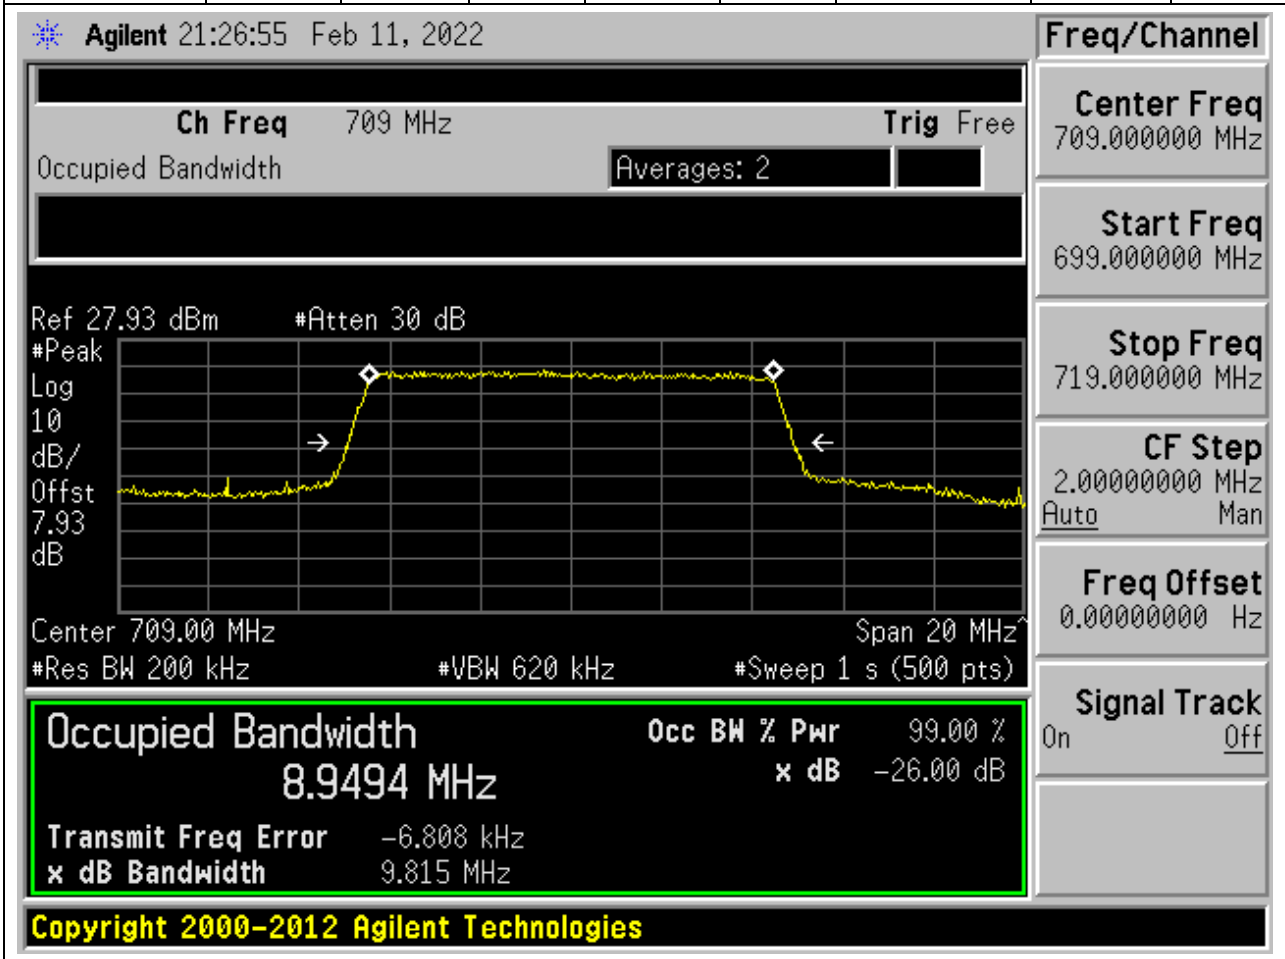 Agilent 21:26:55 Feb 11, 2022
Freq/Channel
Ch Freq 709 MHz Trig Free
Occupied Bandwidth Averages: 2
Center Freq
709.000000 MHz
Start Freq
699.000000 MHz
Stop Freq
719.000000 MHz
CF Step
2.00000000 MHz
Auto Man
Freq Offset
0.00000000 Hz
Signal Track
On Off
Ref 27.93 dBm #Atten 30 dB
#Peak
Log
10
dB/
Offst
7.93
dB
Center 709.00 MHz Span 20 MHz^
#Res BW 200 kHz #VBW 620 kHz #Sweep 1 s (500 pts)
Occupied Bandwidth Occ BW % Pwr 99.00 %
8.9494 MHz x dB -26.00 dB
Transmit Freq Error -6.808 kHz
x dB Bandwidth 9.815 MHz
Copyright 2000-2012 Agilent Technologies